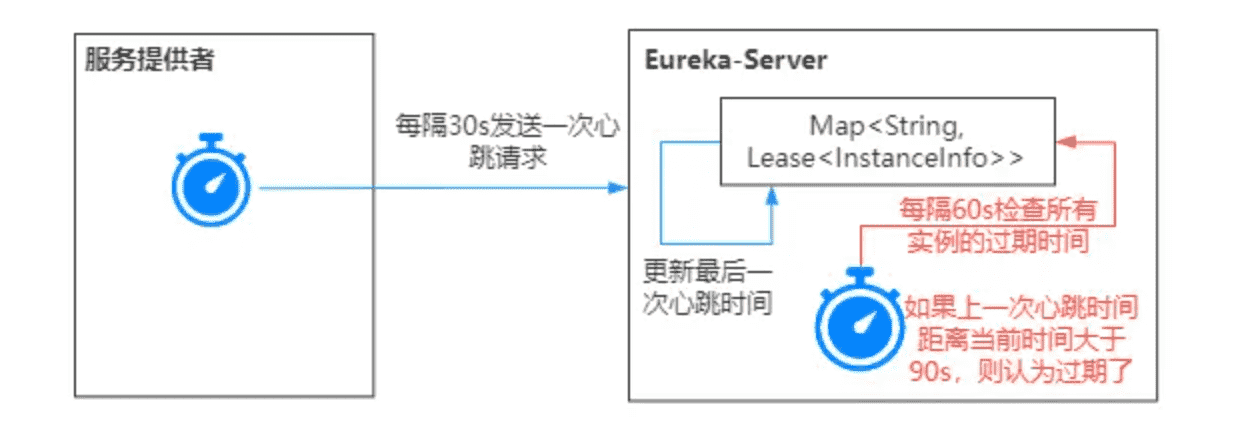 服务提供者
每隔30s发送一次心
跳请求
Eureka-Server
Map<String,
Lease<InstanceInfo>>
每隔60s检查所有
实例的过期时间
更新最后一
次心跳时间
如果上一次心跳时间
距离当前时间大于
90s，则认为过期了